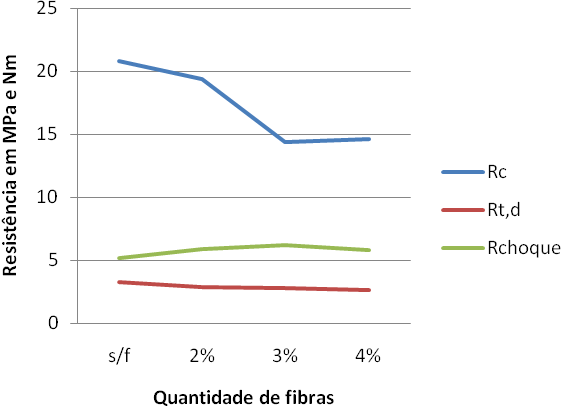 25
20
15
10
5
0
Resistência em MPa e Nm
s/f 2% 3% 4%
Quantidade de fibras
Rc
Rt,d
Rchoque